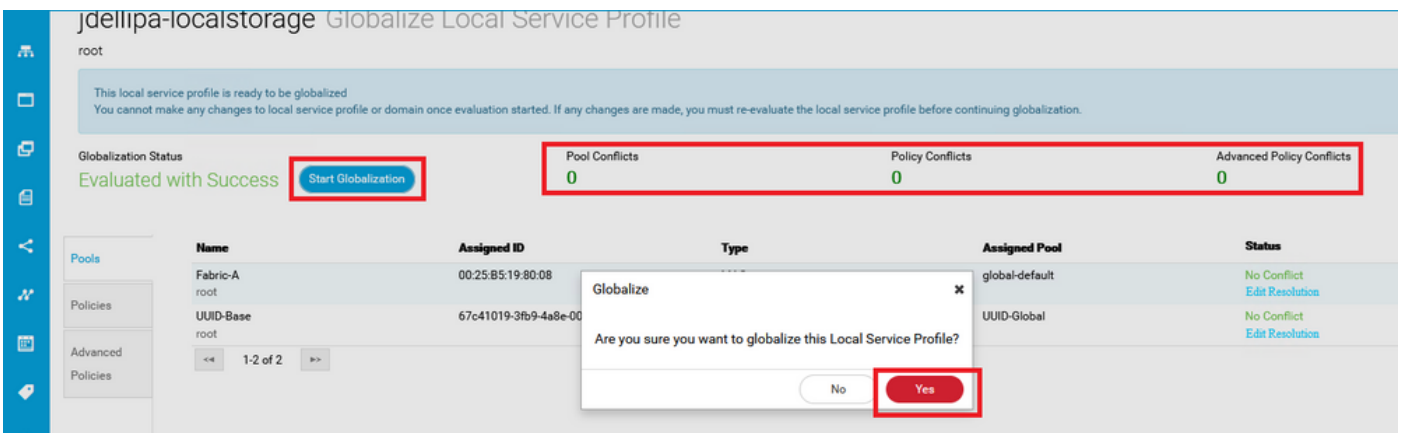 jdellipa-localstorage Globalize Local Service Profile
root
This local service profile is ready to be globalized
You cannot make any changes to local service profile or domain once evaluation started. If any changes are made, you must re-evaluate the local service profile before continuing globalization.
Globalization Status
Evaluated with Success
Start Globalization
Pool Conflicts
0
Policy Conflicts
0
Advanced Policy Conflicts
0
Pools
Policies
Advanced
Policies
Name Assigned ID Type Assigned Pool Status
Fabric-A 00:25:B5:19:80:08 global-default No Conflict
root Edit Resolution
UUID-Base 67c41019-3fb9-4a8e-00 UUID-Global No Conflict
root Edit Resolution
1-2 of 2
Globalize
Are you sure you want to globalize this Local Service Profile?
No Yes